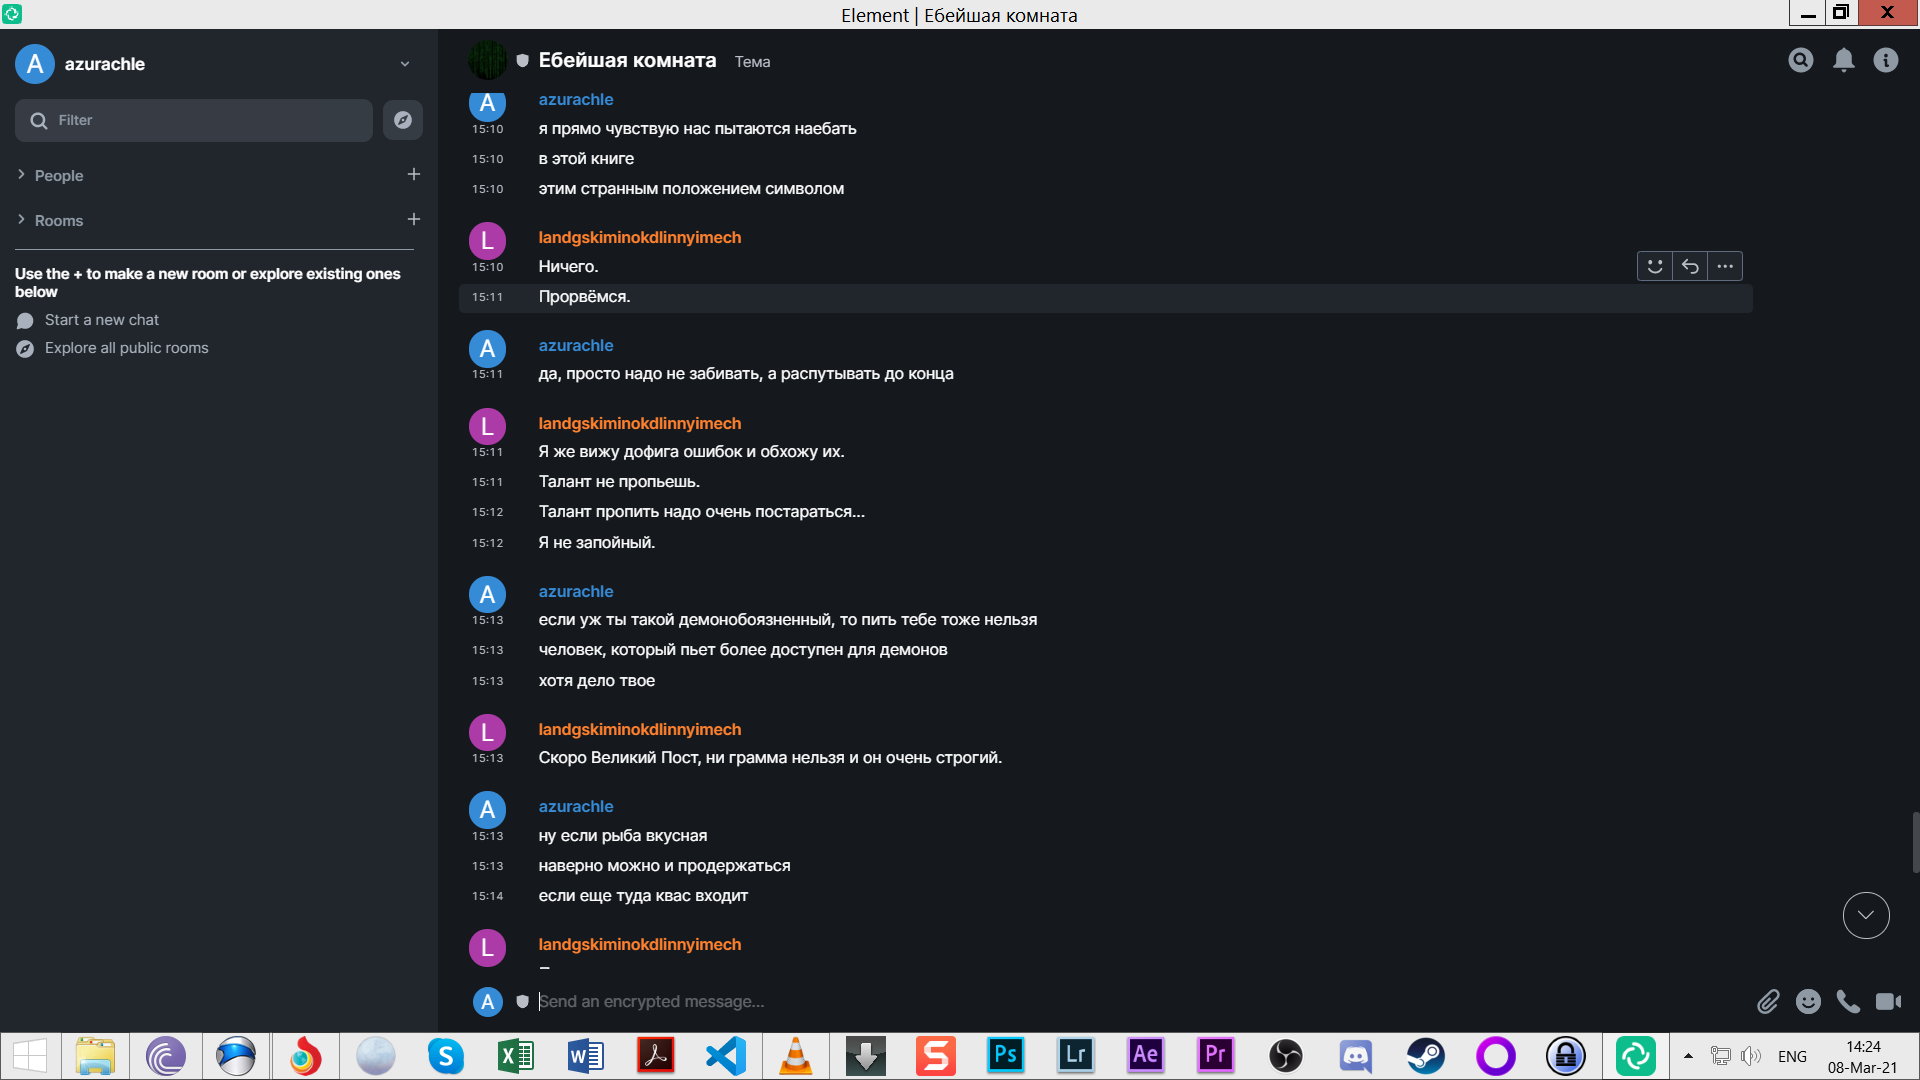 Element | Ебейшая комната
A azurachle
Filter
People
Rooms
Use the + to make a new room or explore existing ones
below
Start a new chat
Explore all public rooms
Ебейшая комната Тема
A azurachle
15:10 я прямо чувствую нас пытаются наебать
15:10 в этой книге
15:10 этим странным положением символом
L landgskiminokdlinnyimech
15:10 Ничего.
15:11 Прорвёмся.
A azurachle
15:11 да, просто надо не забивать, а распутывать до конца
L landgskiminokdlinnyimech
15:11 Я же вижу дофига ошибок и обхожу их.
15:11 Талант не пропьешь.
15:12 Талант пропить надо очень постараться...
15:12 Я не запойный.
A azurachle
15:13 если уж ты такой демонобоязненный, то пить тебе тоже нельзя
15:13 человек, который пьет более доступен для демонов
15:13 хотя дело твое
L landgskiminokdlinnyimech
15:13 Скоро Великий Пост, ни грамма нельзя и он очень строгий.
A azurachle
15:13 ну если рыба вкусная
15:13 наверно можно и продержаться
15:14 если еще туда квас входит
L landgskiminokdlinnyimech
A Send an encrypted message...
S X W S Ps Lr Ae Pr ENG 14:24
08-Mar-21